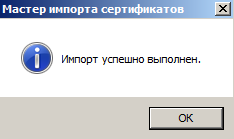 Мастер импорта сертификатов
Импорт успешно выполнен.
OK